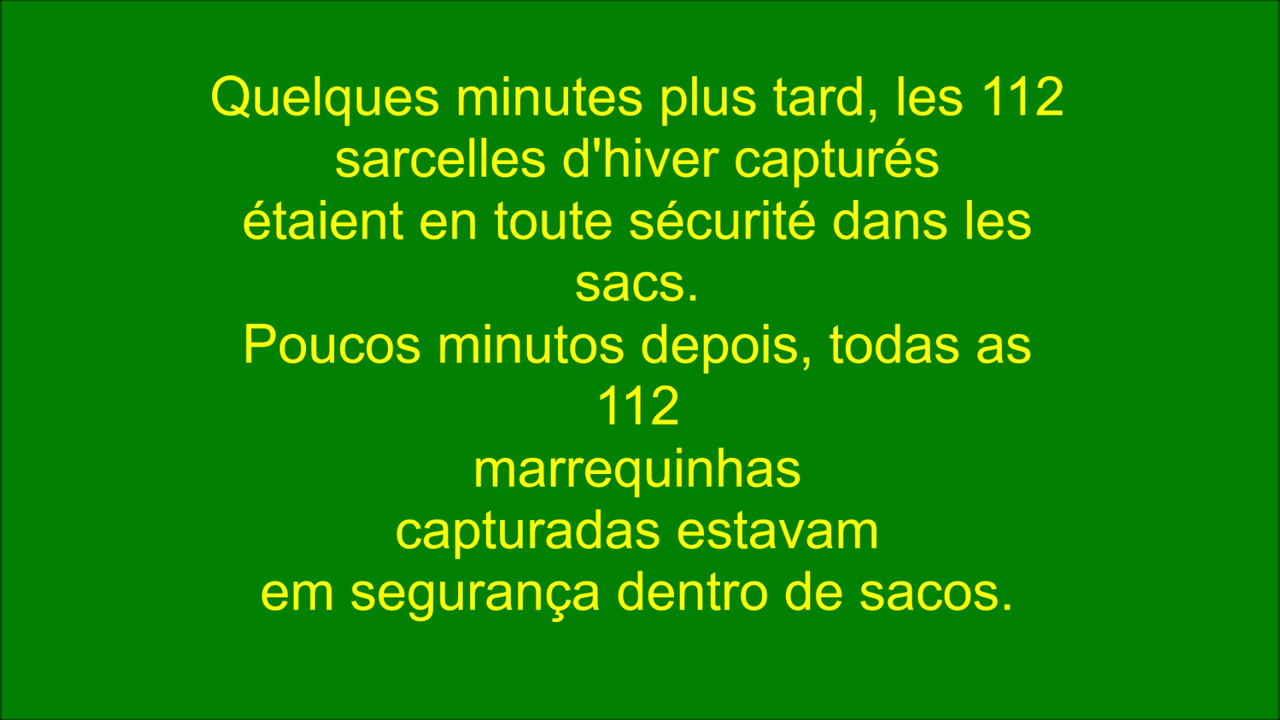 Quelques minutes plus tard, les 112
sarcelles d'hiver capturés
étaient en toute sécurité dans les
sacs.
Poucos minutos depois, todas as
112
marrequinhas
capturadas estavam
em segurança dentro de sacos.